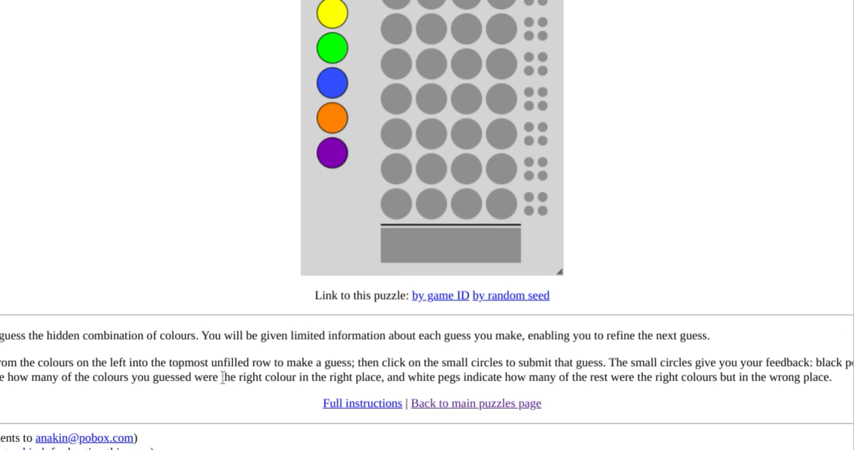 Link to this puzzle: by game ID by random seed
guess the hidden combination of colours. You will be given limited information about each guess you make, enabling you to refine the next guess.
rom the colours on the left into the topmost unfilled row to make a guess; then click on the small circles to submit that guess. The small circles give you your feedback: black p
e how many of the colours you guessed were the right colour in the right place, and white pegs indicate how many of the rest were the right colours but in the wrong place.
Full instructions | Back to main puzzles page
ents to anakin@pobox.com)